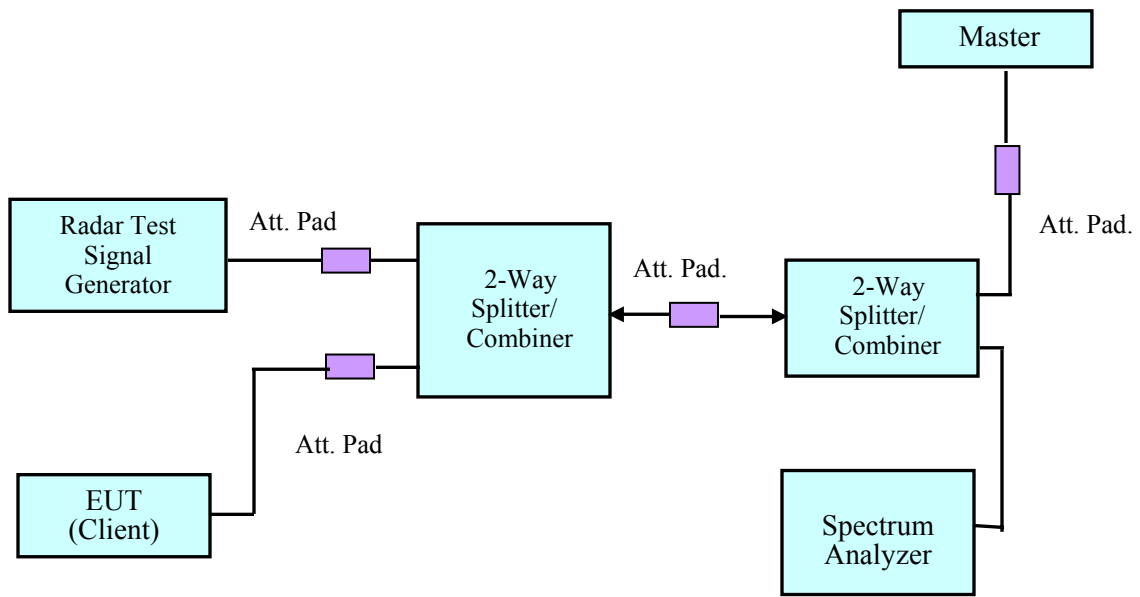 Master
Radar Test
Signal
Generator
Att. Pad
2-Way
Splitter/
Combiner
Att. Pad.
2-Way
Splitter/
Combiner
Att. Pad.
Att. Pad
EUT
(Client)
Spectrum
Analyzer